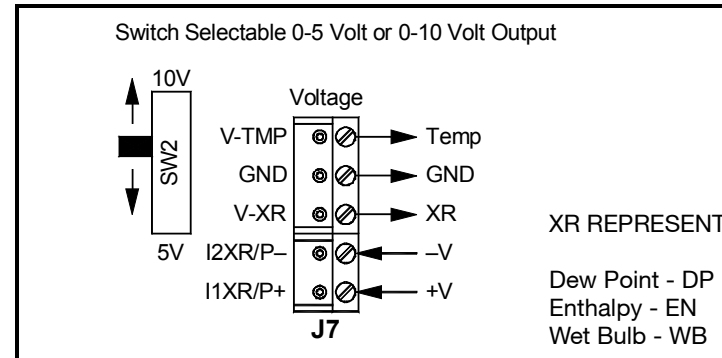 Switch Selectable 0-5 Volt or 0-10 Volt Output
10V
SW2
5V
Voltage
V-TMP Temp
GND GND
V-XR XR
I2XR/P– –V
I1XR/P+ +V
J7
XR REPRESENT
Dew Point - DP
Enthalpy - EN
Wet Bulb - WB